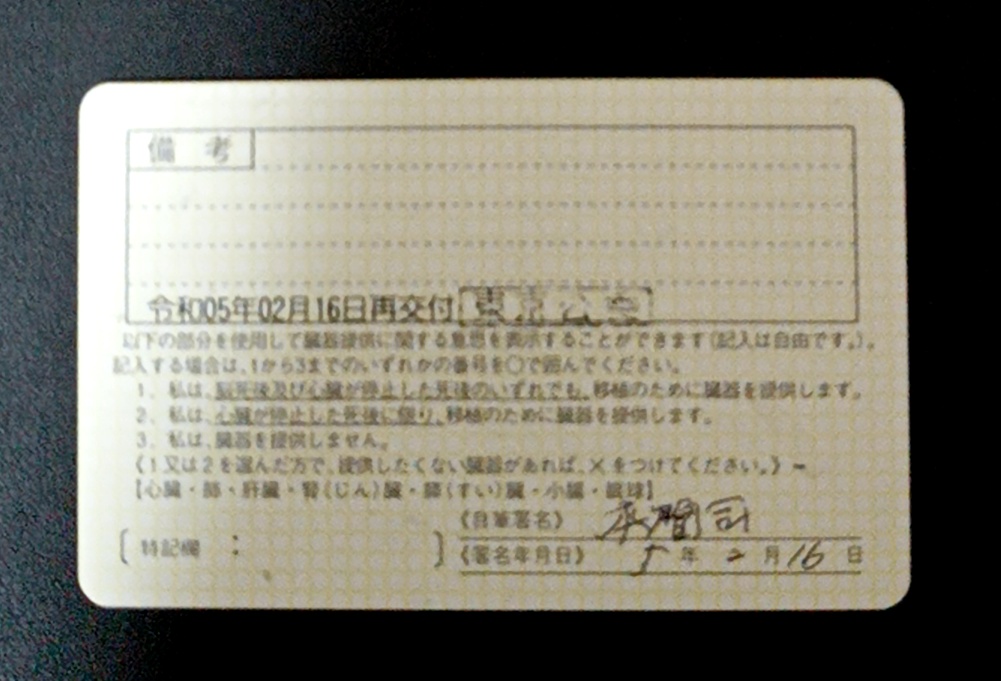 備考
令和05年02月16日再交付 東京公委
以下の部分を使用して臓器提供に関する意思を表示することができます(記入は自由です。)。
記入する場合は、1から3までのいずれかの番号を〇で囲んでください。
1. 私は、脳死後及び心臓が停止した死後のいずれでも、移植のために臓器を提供します。
2. 私は、心臓が停止した死後に限り、移植のために臓器を提供します。
3. 私は、臓器を提供しません。
《1又は2を選んだ方で、提供したくない臓器があれば、×をつけてください。》
【心臓・肺・肝臓・腎(じん)臓・膵(すい)臓・小腸・眼球】
《自筆署名》 間司
〔特記欄:〕
《署名年月日》 5年2月16日